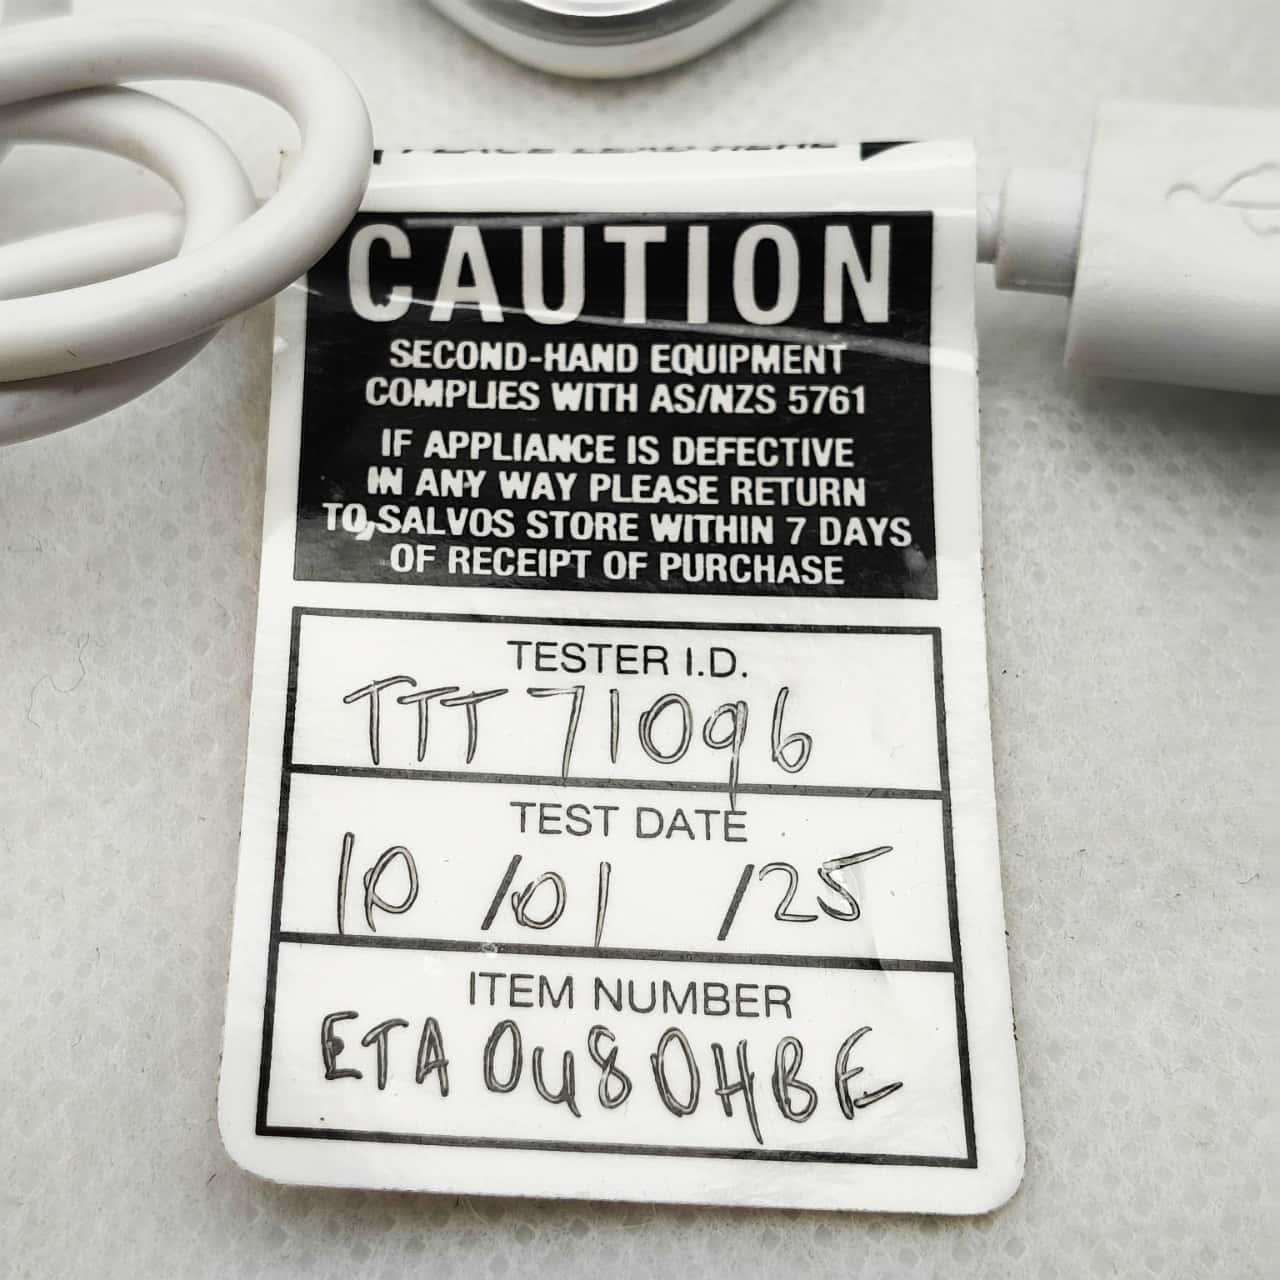 CAUTION
SECOND-HAND EQUIPMENT
COMPLIES WITH AS/NZS 5761
IF APPLIANCE IS DEFECTIVE
IN ANY WAY PLEASE RETURN
TO SALVOS STORE WITHIN 7 DAYS
OF RECEIPT OF PURCHASE
TESTER I.D.
TTT 71096
TEST DATE
10/01/25
ITEM NUMBER
ETA0U80HBE